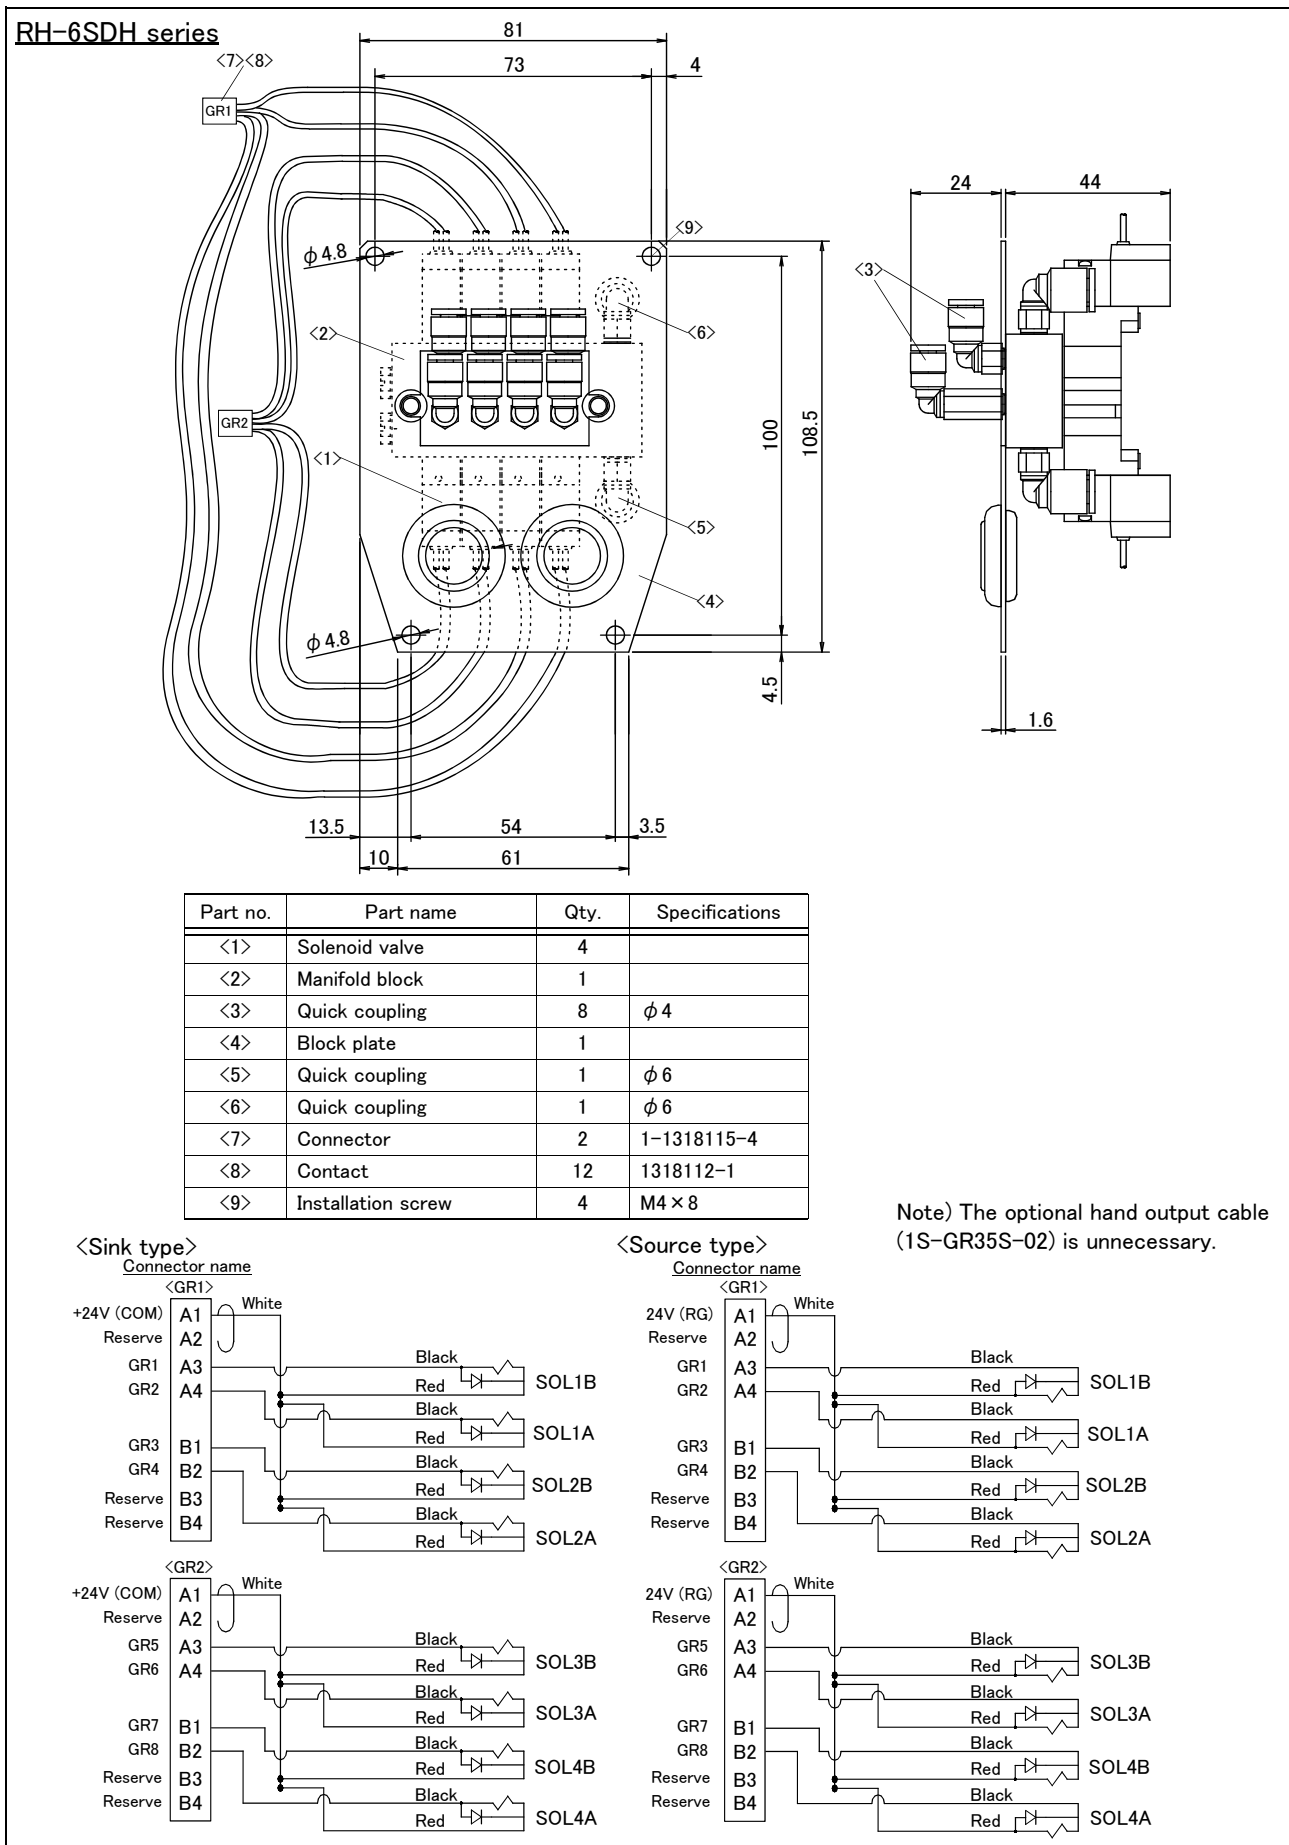 RH-6SDH series
81
<7><8>
73
4
GR1
24
44
<9>
φ4.8
<3>
<6>
<2>
GR2
100
108.5
<1>
<5>
<4>
φ4.8
4.5
1.6
13.5
54
3.5
10
61
Part no. Part name Qty. Specifications
<1> Solenoid valve 4
<2> Manifold block 1
<3> Quick coupling 8 φ4
<4> Block plate 1
<5> Quick coupling 1 φ6
<6> Quick coupling 1 φ6
<7> Connector 2 1-1318115-4
<8> Contact 12 1318112-1
<9> Installation screw 4 M4×8
Note) The optional hand output cable
(1S-GR35S-02) is unnecessary.
<Sink type>
Connector name
<GR1>
+24V (COM) A1 White
Reserve A2
GR1 A3 Black
Red SOL1B
GR2 A4 Black
Red SOL1A
GR3 B1 Black
Red SOL2B
GR4 B2 Black
Red SOL2A
Reserve B3
Reserve B4
<GR2>
+24V (COM) A1 White
Reserve A2
GR5 A3 Black
Red SOL3B
GR6 A4 Black
Red SOL3A
GR7 B1 Black
Red SOL4B
GR8 B2 Black
Red SOL4A
Reserve B3
Reserve B4
<Source type>
Connector name
<GR1>
24V (RG) A1 White
Reserve A2
GR1 A3 Black
Red SOL1B
GR2 A4 Black
Red SOL1A
GR3 B1 Black
Red SOL2B
GR4 B2 Black
Red SOL2A
Reserve B3
Reserve B4
<GR2>
24V (RG) A1 White
Reserve A2
GR5 A3 Black
Red SOL3B
GR6 A4 Black
Red SOL3A
GR7 B1 Black
Red SOL4B
GR8 B2 Black
Red SOL4A
Reserve B3
Reserve B4